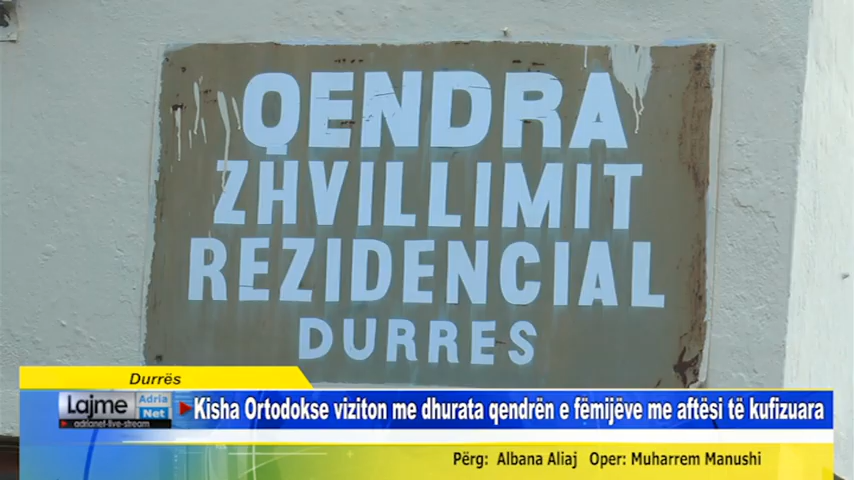 QENDRA
ZHVILLIMIT
REZIDENCIAL
DURRES
Durrës
Lajme Adria Net
adrianet-live-stream
Kisha Ortodokse viziton me dhurata qendrën e fëmijëve me aftësi të kufizuara
Përg: Albana Aliaj Oper: Muharrem Manushi